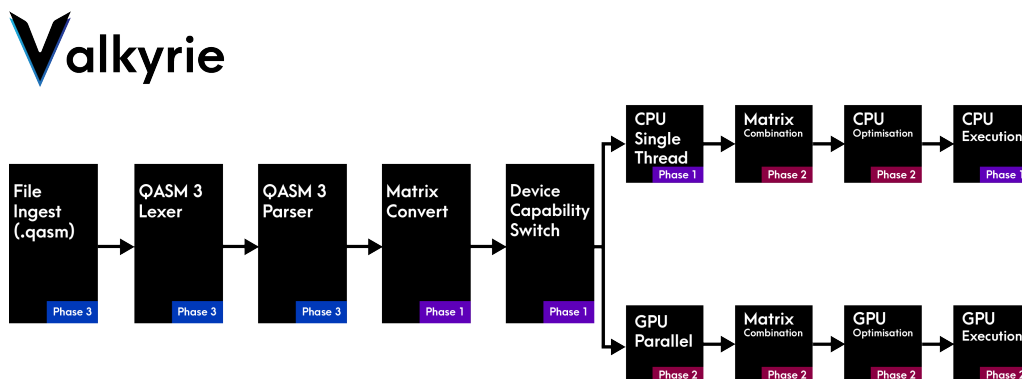 Valkyrie
File
Ingest
(.qasm)
Phase 3
QASM 3
Lexer
Phase 3
QASM 3
Parser
Phase 3
Matrix
Convert
Phase 1
Device
Capability
Switch
Phase 1
CPU
Single
Thread
Phase 1
Matrix
Combination
Phase 2
CPU
Optimisation
Phase 2
CPU
Execution
Phase 1
GPU
Parallel
Phase 2
Matrix
Combination
Phase 2
GPU
Optimisation
Phase 2
GPU
Execution
Phase 2